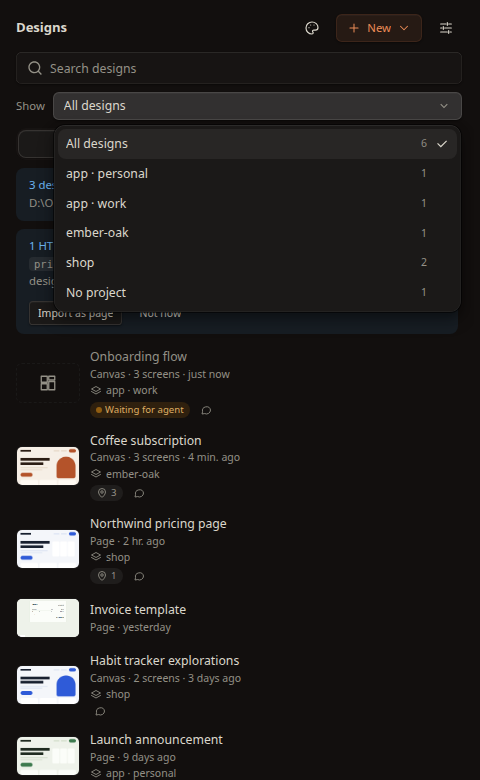 Designs
New
Search designs
Show
All designs
All designs 6
app · personal 1
app · work 1
ember-oak 1
shop 2
No project 1
3 de
D:\O
1 HT
pri
desig
Import as page
Not now
Onboarding flow
Canvas · 3 screens · just now
app · work
Waiting for agent
Coffee subscription
Canvas · 3 screens · 4 min. ago
ember-oak
3
Northwind pricing page
Page · 2 hr. ago
shop
1
Invoice template
Page · yesterday
Habit tracker explorations
Canvas · 2 screens · 3 days ago
shop
Launch announcement
Page · 9 days ago
app · personal